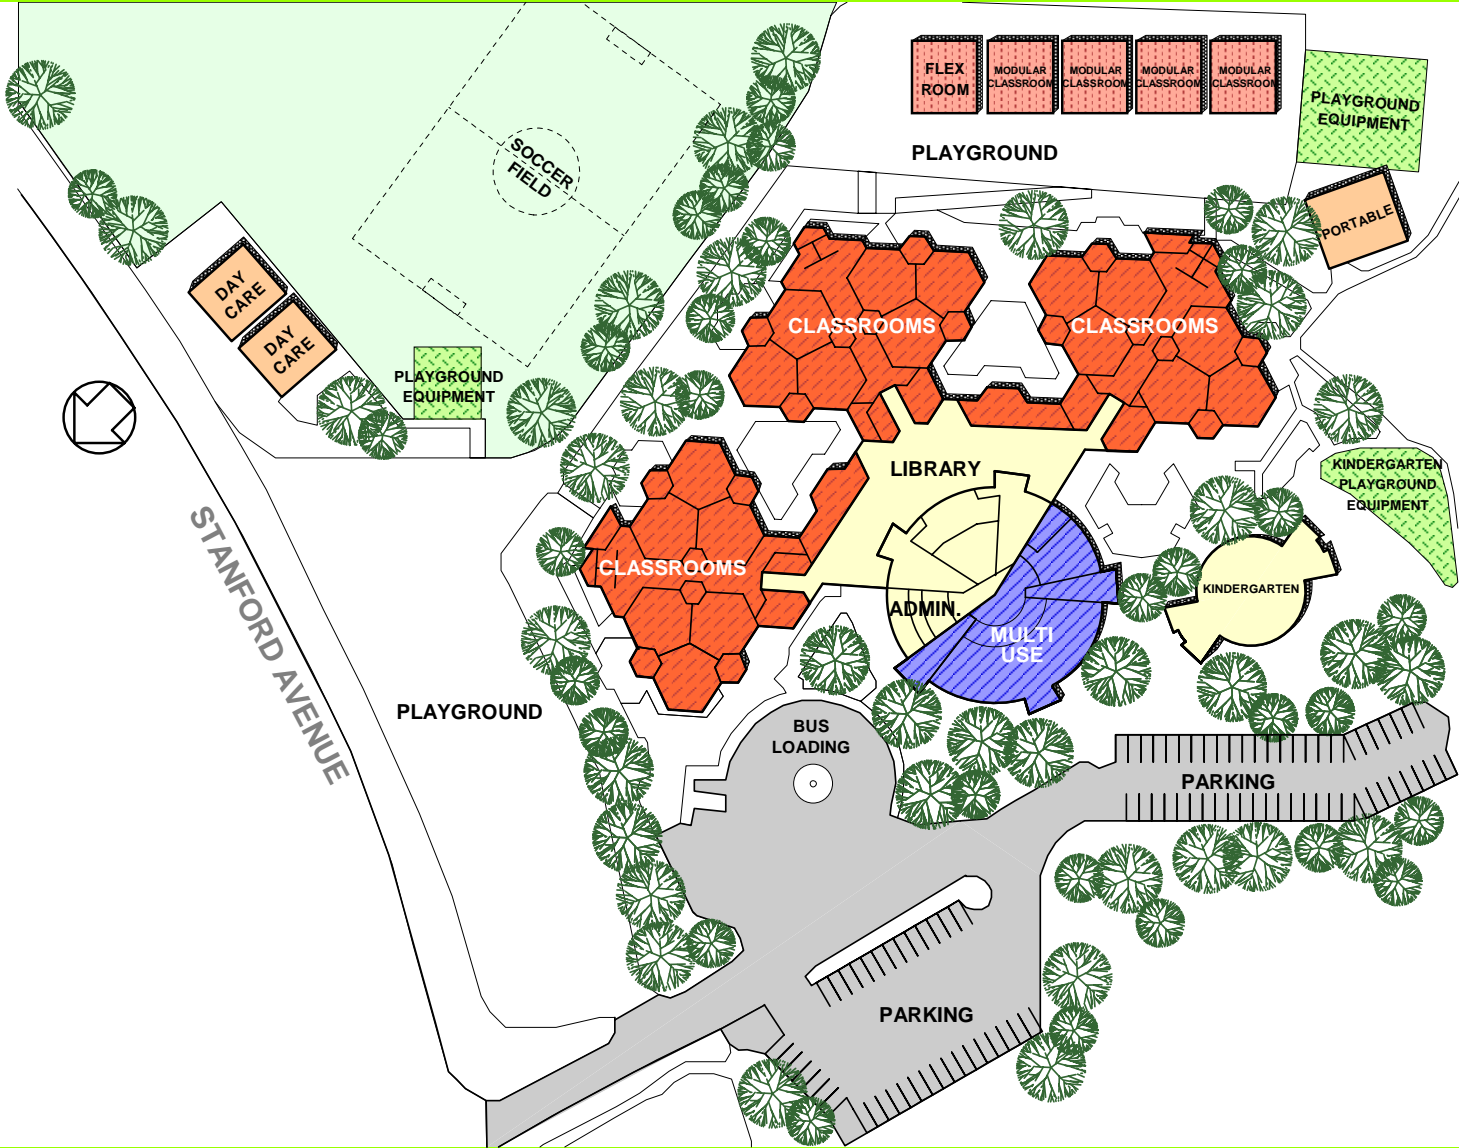 FLEX
ROOM
MODULAR
CLASSROOM
MODULAR
CLASSROOM
MODULAR
CLASSROOM
MODULAR
CLASSROOM
PLAYGROUND
EQUIPMENT
PLAYGROUND
SOCCER
FIELD
PORTABLE
DAY
CARE
DAY
CARE
CLASSROOMS
CLASSROOMS
PLAYGROUND
EQUIPMENT
LIBRARY
KINDERGARTEN
PLAYGROUND
EQUIPMENT
CLASSROOMS
KINDERGARTEN
ADMIN.
MULTI
USE
STANFORD AVENUE
PLAYGROUND
BUS
LOADING
PARKING
PARKING